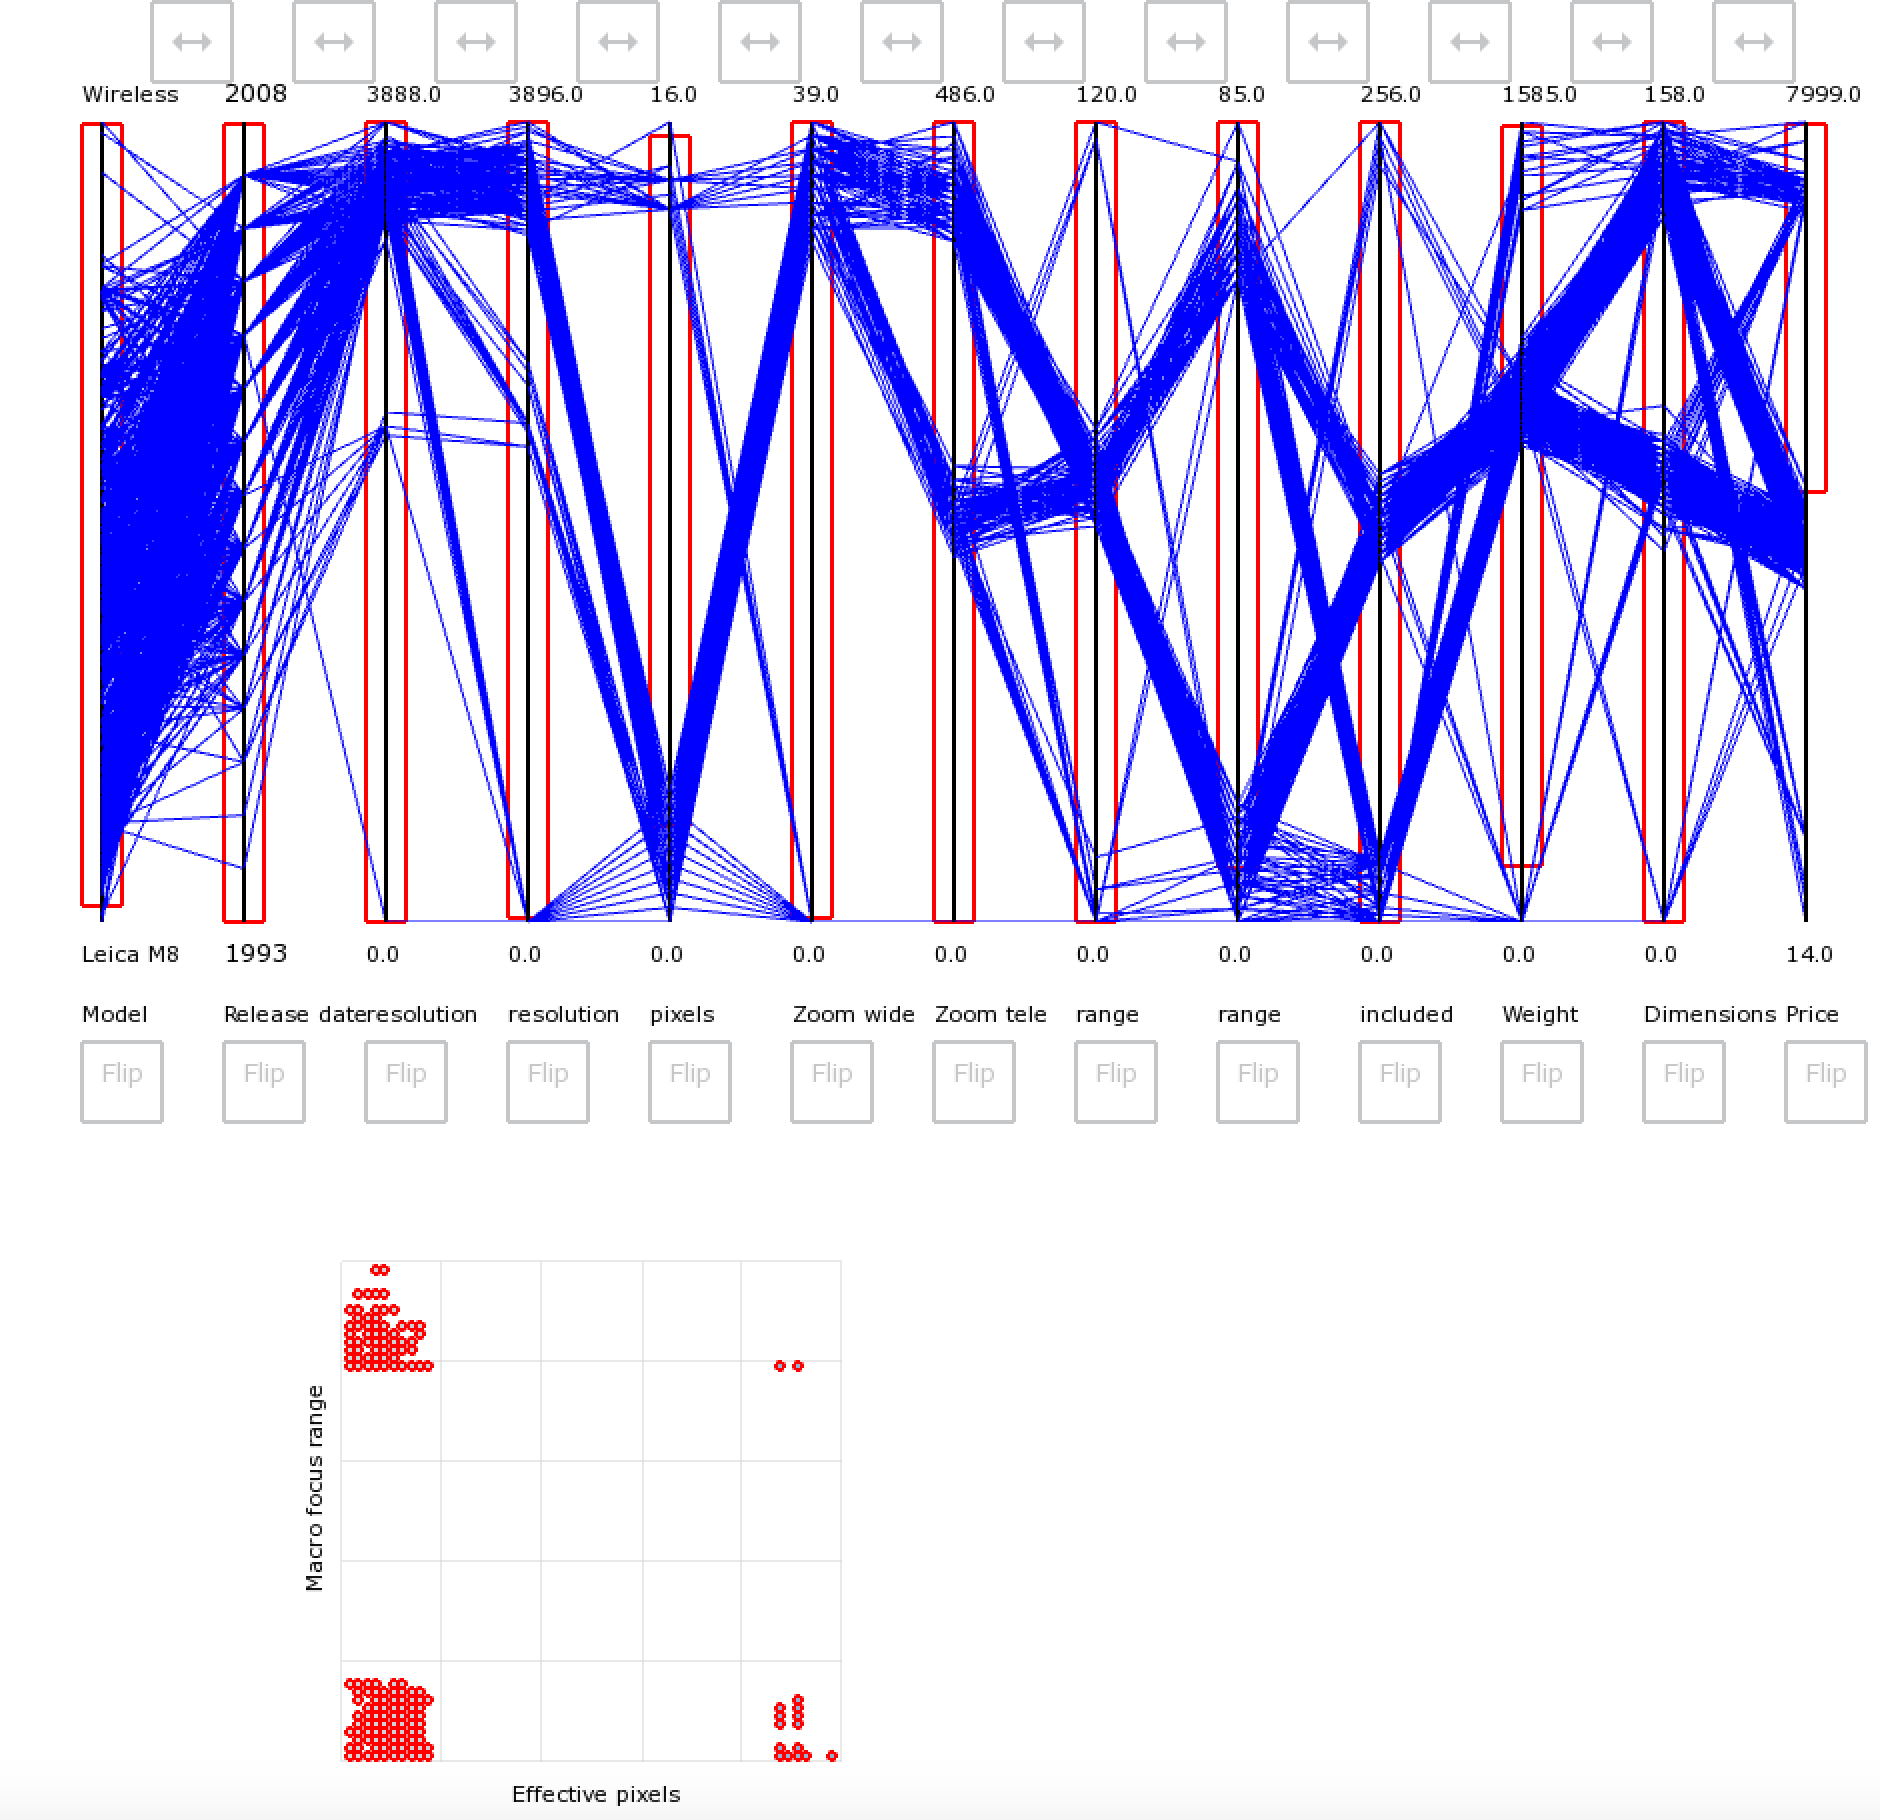 Wireless 2008 3888.0 3896.0 16.0 39.0 486.0 120.0 85.0 256.0 1585.0 158.0 7999.0
Leica M8 1993 0.0 0.0 0.0 0.0 0.0 0.0 0.0 0.0 0.0 0.0 14.0
Model Release date resolution resolution pixels Zoom wide Zoom tele range range included Weight Dimensions Price
Flip Flip Flip Flip Flip Flip Flip Flip Flip Flip Flip Flip Flip
Macro focus range
Effective pixels